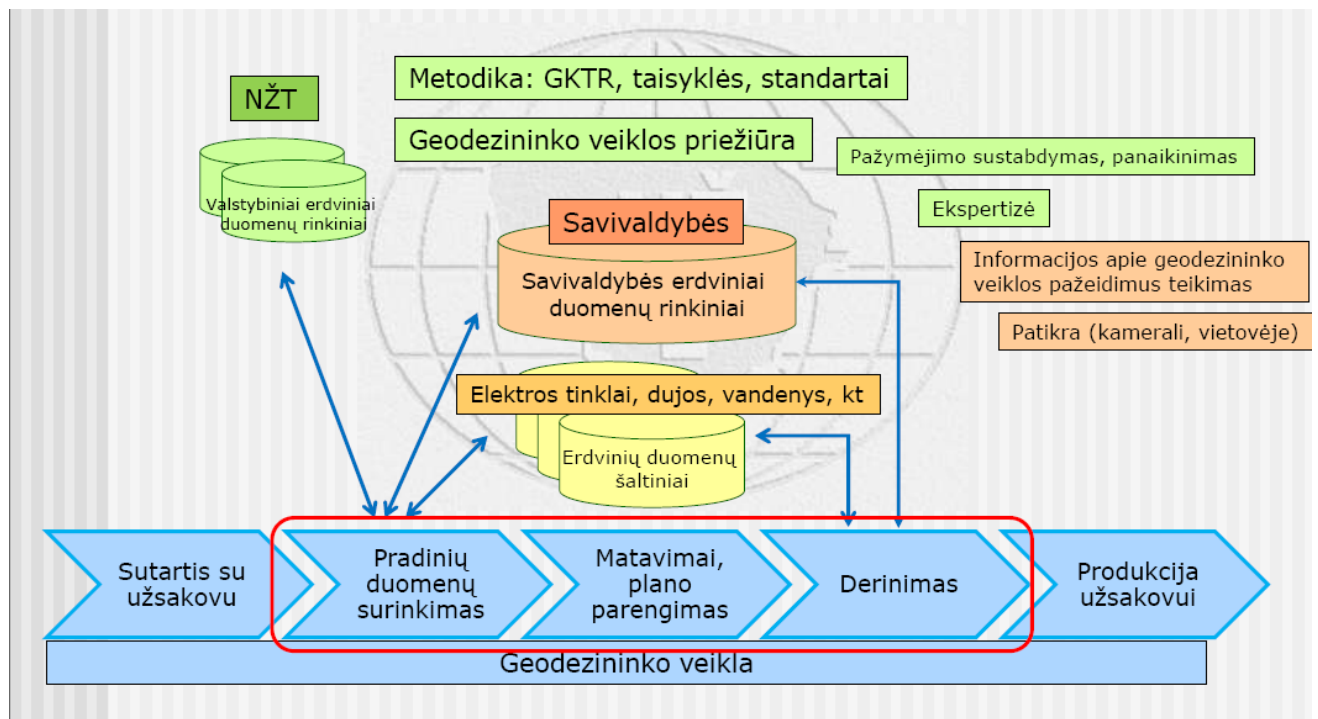 Metodika: GKTR, taisyklės, standartai
NŽT
Geodezininko veiklos priežiūra
Pažymėjimo sustabdymas, panaikinimas
Valstybiniai erdviniai
duomenų rinkiniai
Ekspertizė
Savivaldybės
Savivaldybės erdviniai
duomenų rinkiniai
Informacijos apie geodezininko
veiklos pažeidimus teikimas
Patikra (kamerali, vietovėje)
Elektros tinklai, dujos, vandenys, kt
Erdvinių duomenų
šaltiniai
Sutartis su
užsakovu
Pradinių
duomenų
surinkimas
Matavimai,
plano
parengimas
Derinimas
Produkcija
užsakovui
Geodezininko veikla